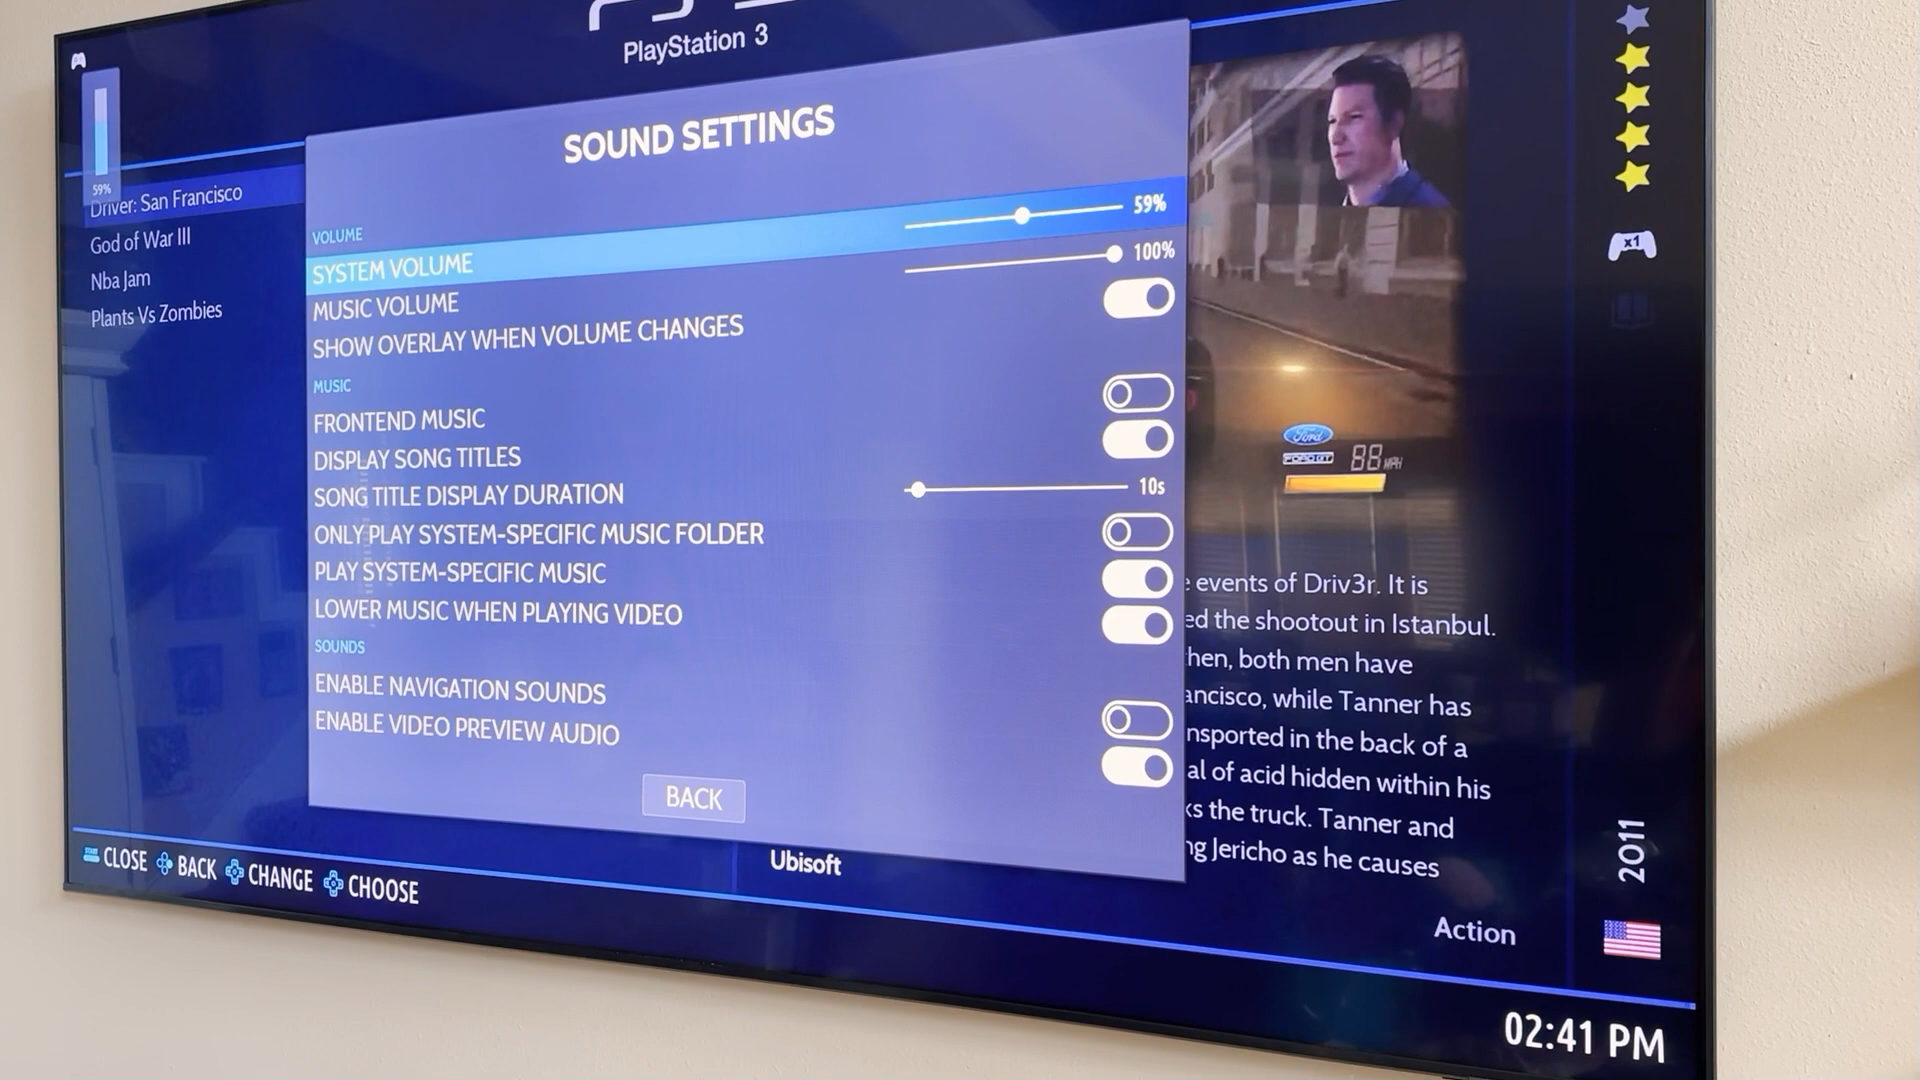 PlayStation 3
59%
Driver: San Francisco
God of War III
Nba Jam
Plants Vs Zombies
SOUND SETTINGS
VOLUME
SYSTEM VOLUME 59%
MUSIC VOLUME 100%
SHOW OVERLAY WHEN VOLUME CHANGES
MUSIC
FRONTEND MUSIC
DISPLAY SONG TITLES
SONG TITLE DISPLAY DURATION 10s
ONLY PLAY SYSTEM-SPECIFIC MUSIC FOLDER
PLAY SYSTEM-SPECIFIC MUSIC
LOWER MUSIC WHEN PLAYING VIDEO
SOUNDS
ENABLE NAVIGATION SOUNDS
ENABLE VIDEO PREVIEW AUDIO
BACK
x1
Ford
FORD GT 88 MPH
events of Driv3r. It is
ed the shootout in Istanbul.
hen, both men have
ancisco, while Tanner has
nsported in the back of a
al of acid hidden within his
ks the truck. Tanner and
ng Jericho as he causes
Ubisoft
2011
Action
START CLOSE BACK CHANGE CHOOSE
02:41 PM